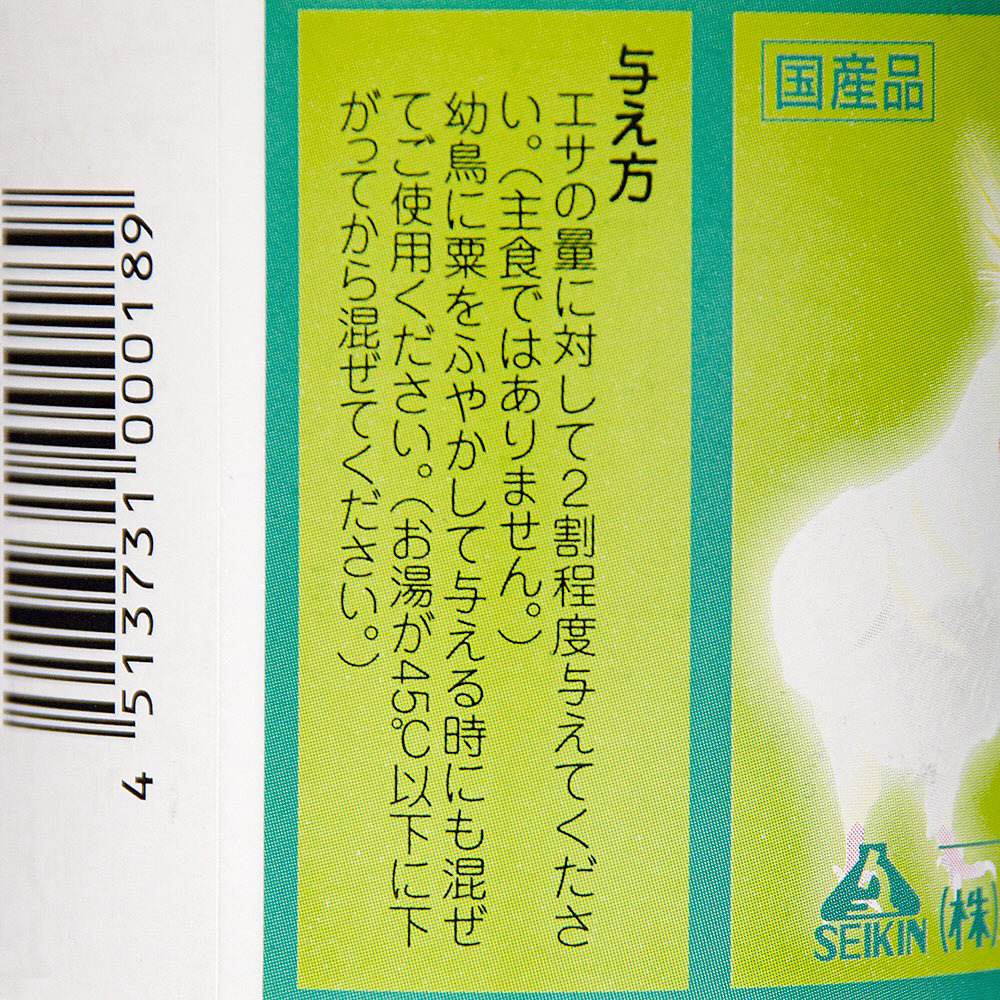 国産品
与え方
エサの量に対して2割程度与えてくださ
い。(主食ではありません。)
幼鳥に粟をふやかして与える時にも混ぜ
てご使用ください。(お湯が45℃以下に下
がってから混ぜてください。)
4 513731 000189
SEIKIN
(株)